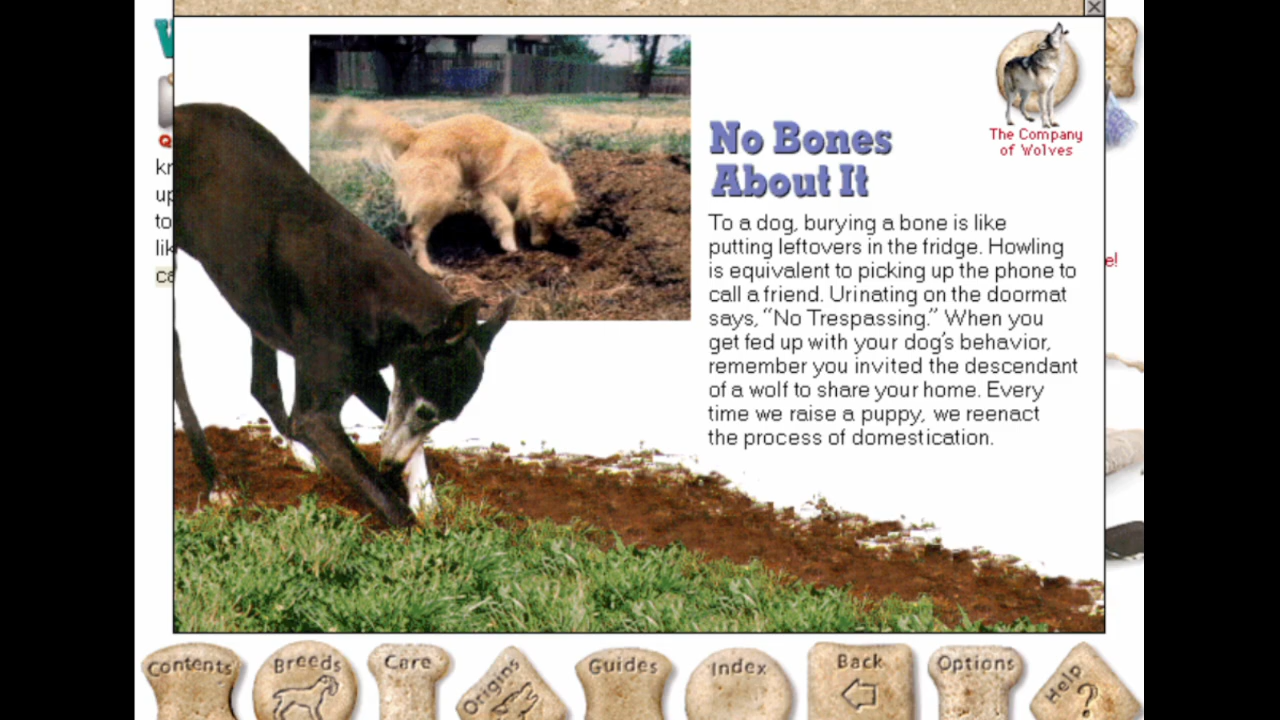 The Company
of Wolves
No Bones
About It
To a dog, burying a bone is like
putting leftovers in the fridge. Howling
is equivalent to picking up the phone to
call a friend. Urinating on the doormat
says, “No Trespassing.” When you
get fed up with your dog’s behavior,
remember you invited the descendant
of a wolf to share your home. Every
time we raise a puppy, we reenact
the process of domestication.
Contents
Breeds
Care
Origins
Guides
Index
Back
Options
Help
?